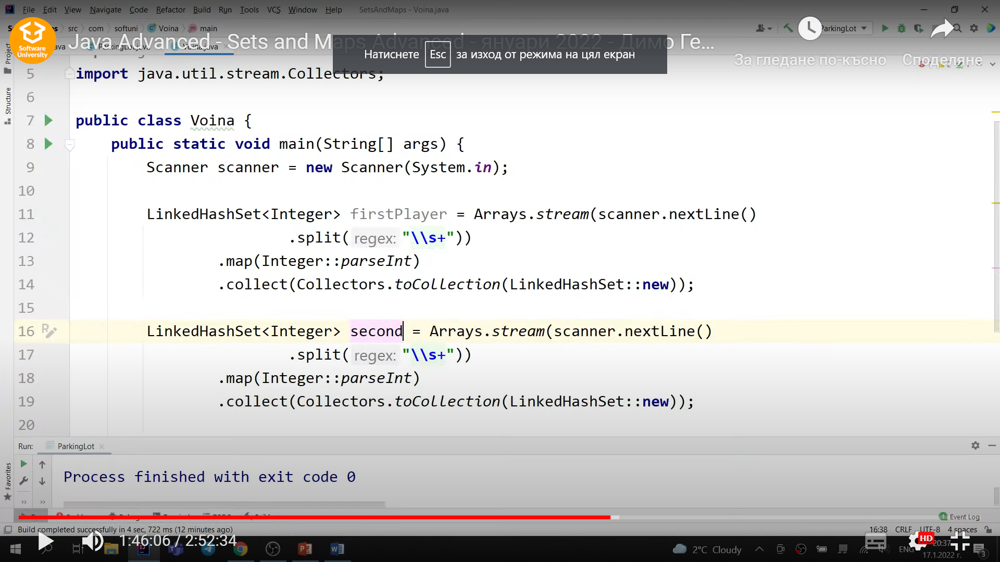 File Edit View Navigate Code Refactor Build Run Tools VCS Window Help SetsAndMaps - Voina.java
src com softuni Voina main ParkingLot
Software
University
Java Advanced - Sets and Maps Advanced - януари 2022 - Димо Ге...
ParkingLot.java Voina.java
Натиснете Esc за изход от режима на цял екран
За гледане по-късно Споделяне
Project
Structure
Favorites
5 import java.util.stream.Collectors;
6
7 public class Voina {
8 public static void main(String[] args) {
9 Scanner scanner = new Scanner(System.in);
10
11 LinkedHashSet<Integer> firstPlayer = Arrays.stream(scanner.nextLine()
12 .split( regex: "\\s+"))
13 .map(Integer::parseInt)
14 .collect(Collectors.toCollection(LinkedHashSet::new));
15
16 LinkedHashSet<Integer> second = Arrays.stream(scanner.nextLine()
17 .split( regex: "\\s+"))
18 .map(Integer::parseInt)
19 .collect(Collectors.toCollection(LinkedHashSet::new));
20
Run: ParkingLot
Process finished with exit code 0
Event Log
Build completed successfully in 4 sec, 722 ms (12 minutes ago) 16:38 CRLF UTF-8 4 spaces
1:46:06 / 2:52:34
HD
2°C Cloudy ENG 20:37
17.1.2022 г. 3